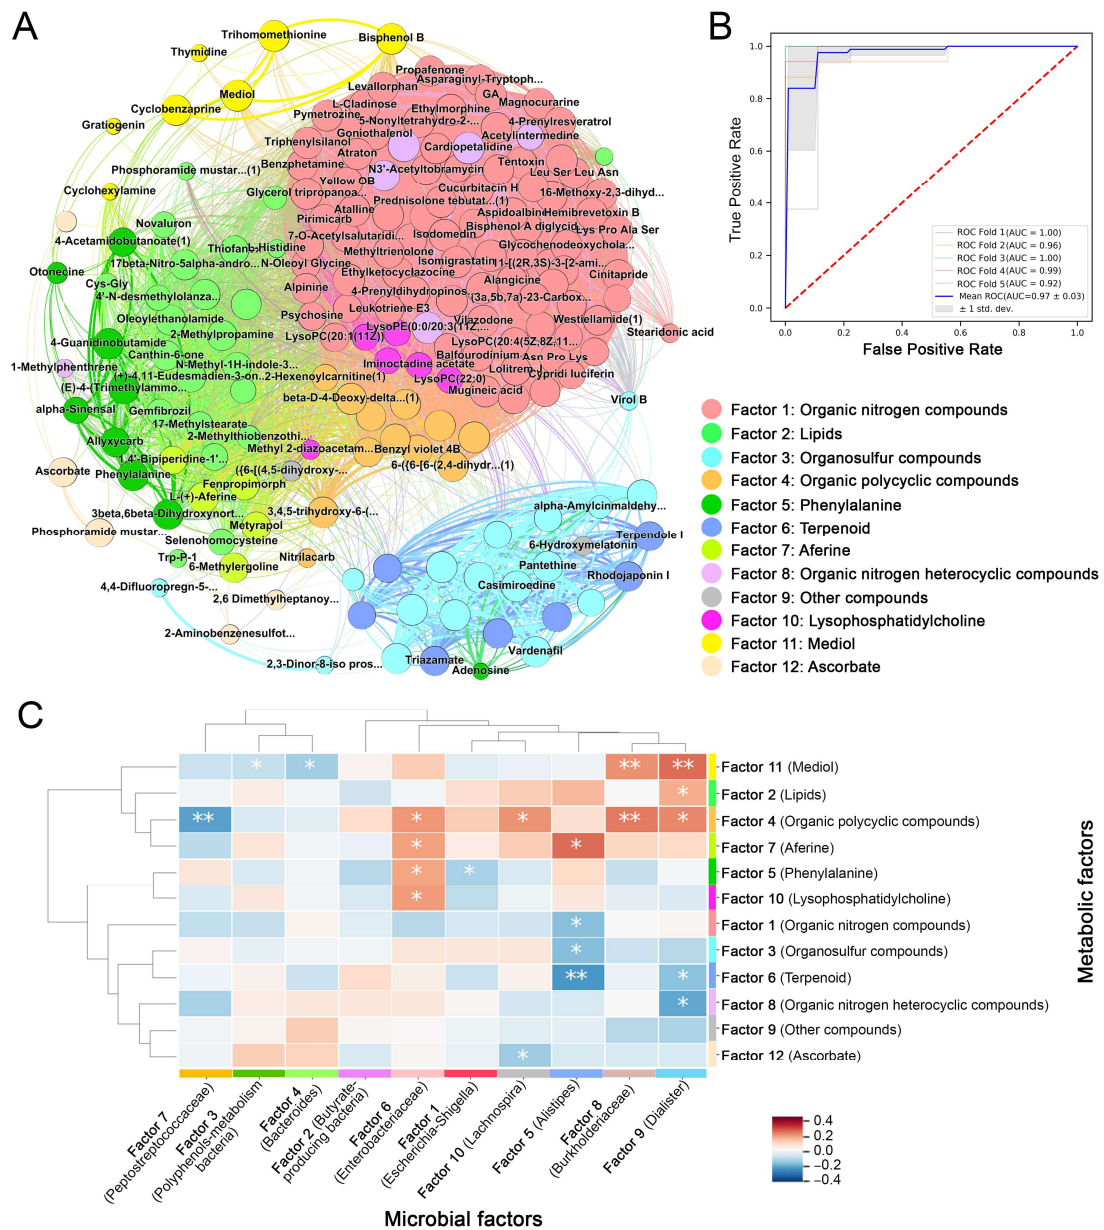 A
Trihomomethionine
Bisphenol B
Thymidine
Mediol
Cyclobenzaprine
Gratiogenin
Propafenone
Asparaginyl-Tryptoph...
Levallorphan
GA
L-Cladinose
Ethylmorphine
Magnocurarine
Pymetrozine
5-Nonyltetrahydro-2-...
4-Prenylresveratrol
Goniothalenol
Acetylintermedine
Triphenylsilanol
Atraton
Cardiopetalidine
Benzphetamine
Tentoxin
Phosphoramide mustar...(1)
N3'-Acetyltobramycin
Leu Ser Leu Asn
Yellow OB
Cyclohexylamine
Glycerol tripropanoa...
Cucurbitacin H
16-Methoxy-2,3-dihyd...
Prednisolone tebutat...(1)
Atalline
Aspidoalbine
Hembrevetoxin B
Pirimicarb
Novaluron
Bisphenol A diglycid...
Lys Pro Ala Ser
4-Acetamidobutanoate(1)
7-O-Acetylsalutaridi...
Isodomedin
Thiofanox
L-Histidine
Glycochenodeoxychola...
Methyltrienolone
17beta-Nitro-5alpha-andro...
N-Oleoyl Glycine
Isomigrastatin
11-[(2R,3S)-3-[2-ami...
Otonecine
Ethylketocyclazocine
Cinitapride
Cys-Gly
Alpinine
Alangicine
4'-N-desmethylolanza...
4-Prenyldihydropinos...
(3a,5b,7a)-23-Carbox...
Leukotriene E3
Oleoylethanolamide
Psychosine
Vilazodone
Westiellamide(1)
LysoPE(0:0/20:3(11Z,...
2-Methylpropamine
Stearidonic acid
LysoPC(20:1(11Z))
LysoPC(20:4(5Z,8Z,11...
4-Guanidinobutamide
Canthin-6-one
Balfourodinium
Asn Pro Lys
1-Methylphenthrene
N-Methyl-1H-indole-3...
Iminoctadine acetate
Lolitrem J
(+)-4,11-Eudesmadien-3-on...
2-Hexenoylcarnitine(1)
LysoPC(22:0)
Cypridi luciferin
(E)-4-(Trimethylammo...
Mugineic acid
beta-D-4-Deoxy-delta...(1)
Virol B
alpha-Sinensal
Gemfibrozil
17-Methylstearate
2-Methylthiobenzothi...
Allyxycarb
Methyl 2-diazoacetam...
Benzyl violet 4B
1,4'-Bipiperidine-1'...
Ascorbate
({6-[(4,5-dihydroxy-...
6-({6-[6-(2,4-dihydr...(1)
Phenylalanine
Fenpropimorph
L-(+)-Aferine
alpha-Amylcinmaldehy...
3beta,6beta-Dihydroxynort...
3,4,5-trihydroxy-6-(...
Metyrapol
Phosphoramide mustar...
Terpendole I
Selenohomocysteine
6-Hydroxymelatonin
Trp-P-1
Nitrilacarb
Pantethine
6-Methylergoline
Rhodojaponin I
4,4-Difluoropregn-5-...
Casimiroedine
2,6 Dimethylheptanoy...
2-Aminobenzenesulfot...
Vardenafil
2,3-Dinor-8-iso pros...
Triazamate
Adenosine
B
True Positive Rate
1.0
0.8
0.6
0.4
0.2
0.0
0.0
0.2
0.4
0.6
0.8
1.0
False Positive Rate
ROC Fold 1(AUC = 1.00)
ROC Fold 2(AUC = 0.96)
ROC Fold 3(AUC = 1.00)
ROC Fold 4(AUC = 0.99)
ROC Fold 5(AUC = 0.92)
Mean ROC(AUC=0.97 ± 0.03)
± 1 std. dev.
Factor 1: Organic nitrogen compounds
Factor 2: Lipids
Factor 3: Organosulfur compounds
Factor 4: Organic polycyclic compounds
Factor 5: Phenylalanine
Factor 6: Terpenoid
Factor 7: Aferine
Factor 8: Organic nitrogen heterocyclic compounds
Factor 9: Other compounds
Factor 10: Lysophosphatidylcholine
Factor 11: Mediol
Factor 12: Ascorbate
C
* * ** **
*
** * * ** *
* *
* *
*
*
*
** *
*
*
Factor 11 (Mediol)
Factor 2 (Lipids)
Factor 4 (Organic polycyclic compounds)
Factor 7 (Aferine)
Factor 5 (Phenylalanine)
Factor 10 (Lysophosphatidylcholine)
Factor 1 (Organic nitrogen compounds)
Factor 3 (Organosulfur compounds)
Factor 6 (Terpenoid)
Factor 8 (Organic nitrogen heterocyclic compounds)
Factor 9 (Other compounds)
Factor 12 (Ascorbate)
Metabolic factors
Factor 7
(Peptostreptococcaceae)
Factor 3
(Polyphenols-metabolism
bacteria)
Factor 4
(Bacteroides)
Factor 2 (Butyrate-
producing bacteria)
Factor 6
(Enterobacteriaceae)
Factor 1
(Escherichia-Shigella)
Factor 10 (Lachnospira)
Factor 5 (Alistipes)
Factor 8
(Burkholderiaceae)
Factor 9 (Dialister)
Microbial factors
0.4
0.2
0.0
−0.2
−0.4